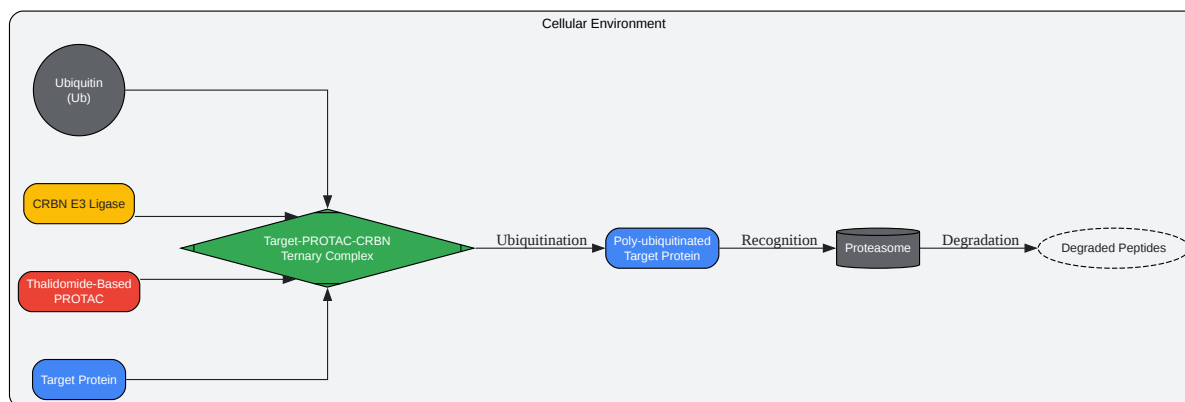 Cellular Environment
Ubiquitin
(Ub)
CRBN E3 Ligase
Thalidomide-Based
PROTAC
Target Protein
Target-PROTAC-CRBN
Ternary Complex
Ubiquitination
Poly-ubiquitinated
Target Protein
Recognition
Proteasome
Degradation
Degraded Peptides